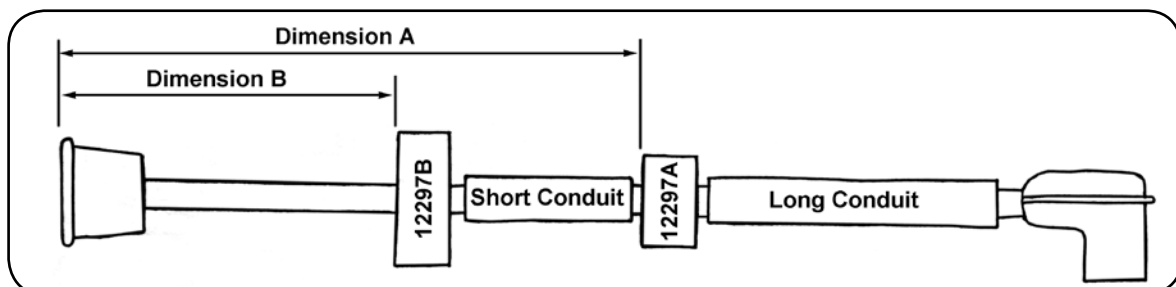 Dimension A
Dimension B
12297B
Short Conduit
12297A
Long Conduit